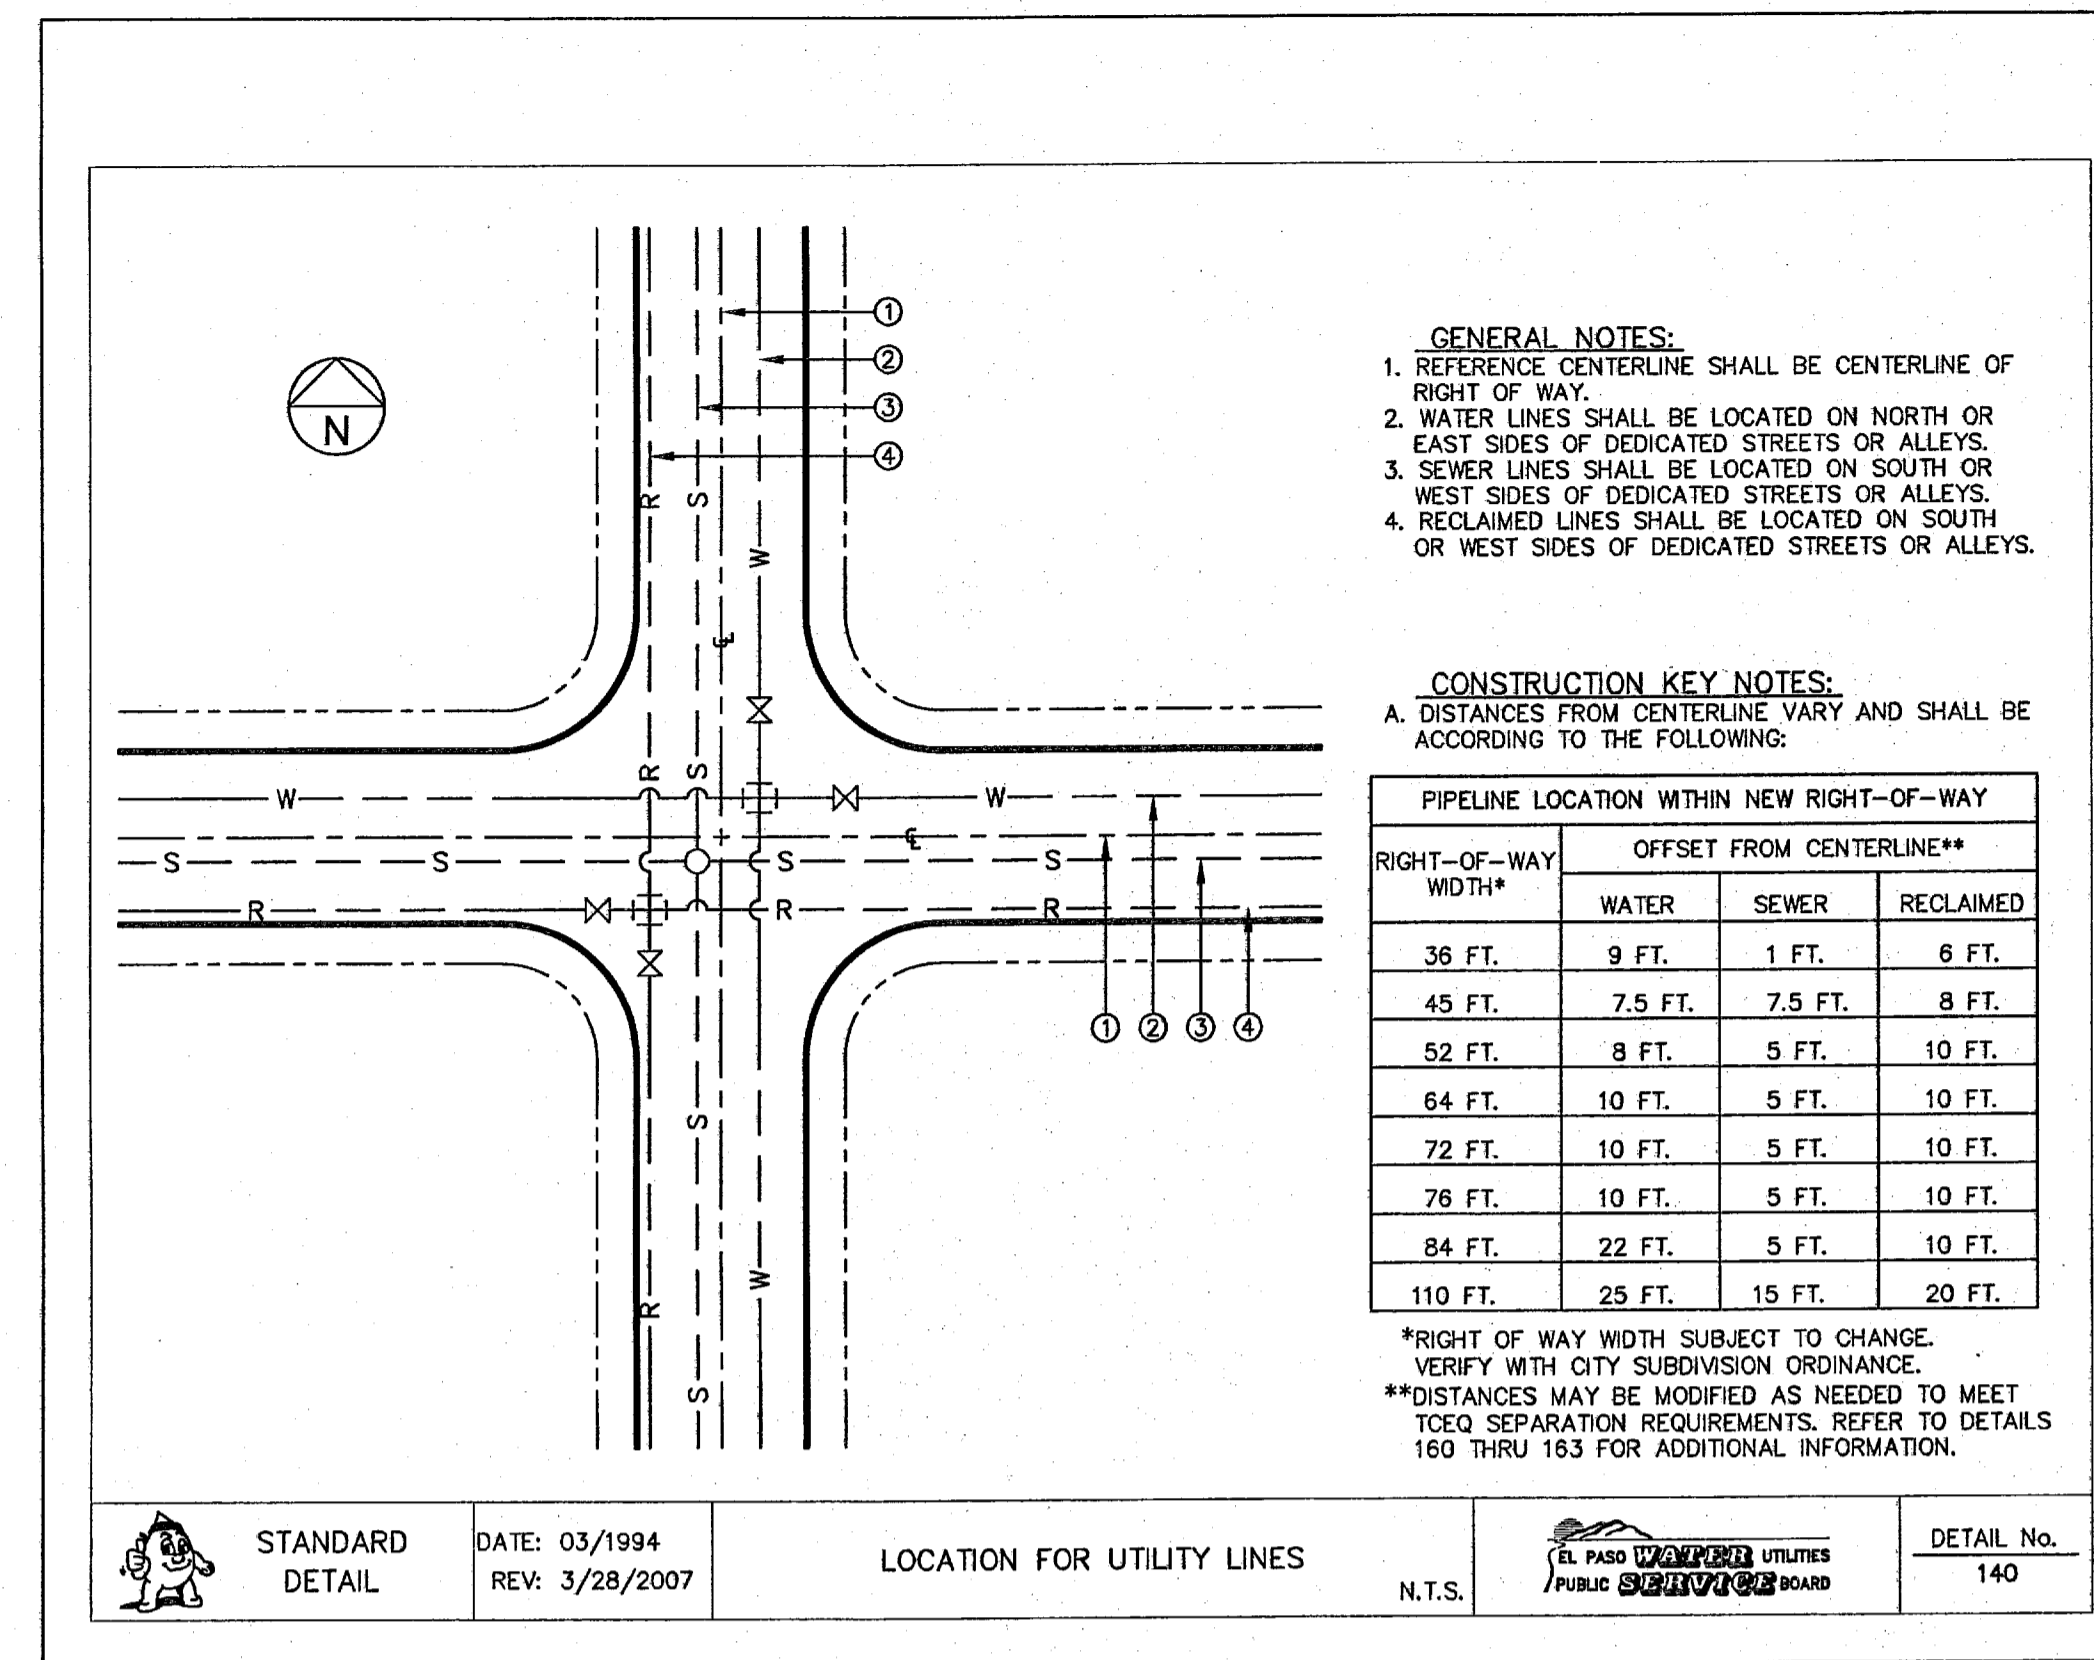 N
1
2
3
4
R
S
W
℄
R
S
W
W
℄
S
S
S
S
R
R
R
1
2
3
4
S
W
R
S
GENERAL NOTES:
1. REFERENCE CENTERLINE SHALL BE CENTERLINE OF
RIGHT OF WAY.
2. WATER LINES SHALL BE LOCATED ON NORTH OR
EAST SIDES OF DEDICATED STREETS OR ALLEYS.
3. SEWER LINES SHALL BE LOCATED ON SOUTH OR
WEST SIDES OF DEDICATED STREETS OR ALLEYS.
4. RECLAIMED LINES SHALL BE LOCATED ON SOUTH
OR WEST SIDES OF DEDICATED STREETS OR ALLEYS.
CONSTRUCTION KEY NOTES:
A. DISTANCES FROM CENTERLINE VARY AND SHALL BE
ACCORDING TO THE FOLLOWING:
PIPELINE LOCATION WITHIN NEW RIGHT-OF-WAY
RIGHT-OF-WAY
WIDTH*
OFFSET FROM CENTERLINE**
WATER SEWER RECLAIMED
36 FT. 9 FT. 1 FT. 6 FT.
45 FT. 7.5 FT. 7.5 FT. 8 FT.
52 FT. 8 FT. 5 FT. 10 FT.
64 FT. 10 FT. 5 FT. 10 FT.
72 FT. 10 FT. 5 FT. 10 FT.
76 FT. 10 FT. 5 FT. 10 FT.
84 FT. 22 FT. 5 FT. 10 FT.
110 FT. 25 FT. 15 FT. 20 FT.
*RIGHT OF WAY WIDTH SUBJECT TO CHANGE.
VERIFY WITH CITY SUBDIVISION ORDINANCE.
**DISTANCES MAY BE MODIFIED AS NEEDED TO MEET
TCEQ SEPARATION REQUIREMENTS. REFER TO DETAILS
160 THRU 163 FOR ADDITIONAL INFORMATION.
STANDARD
DETAIL
DATE: 03/1994
REV: 3/28/2007
LOCATION FOR UTILITY LINES
N.T.S.
EL PASO WATER UTILITIES
PUBLIC SERVICE BOARD
DETAIL No.
140